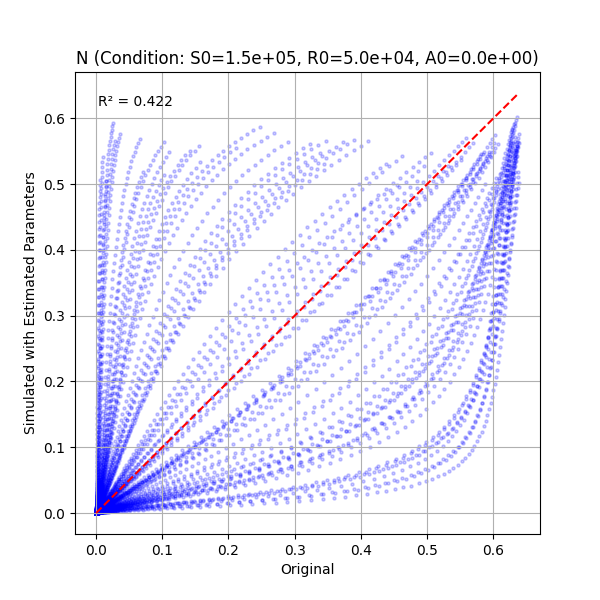 N (Condition: S0=1.5e+05, R0=5.0e+04, A0=0.0e+00)
R² = 0.422
0.6
0.5
0.4
0.3
0.2
0.1
0.0
Simulated with Estimated Parameters
0.0 0.1 0.2 0.3 0.4 0.5 0.6
Original